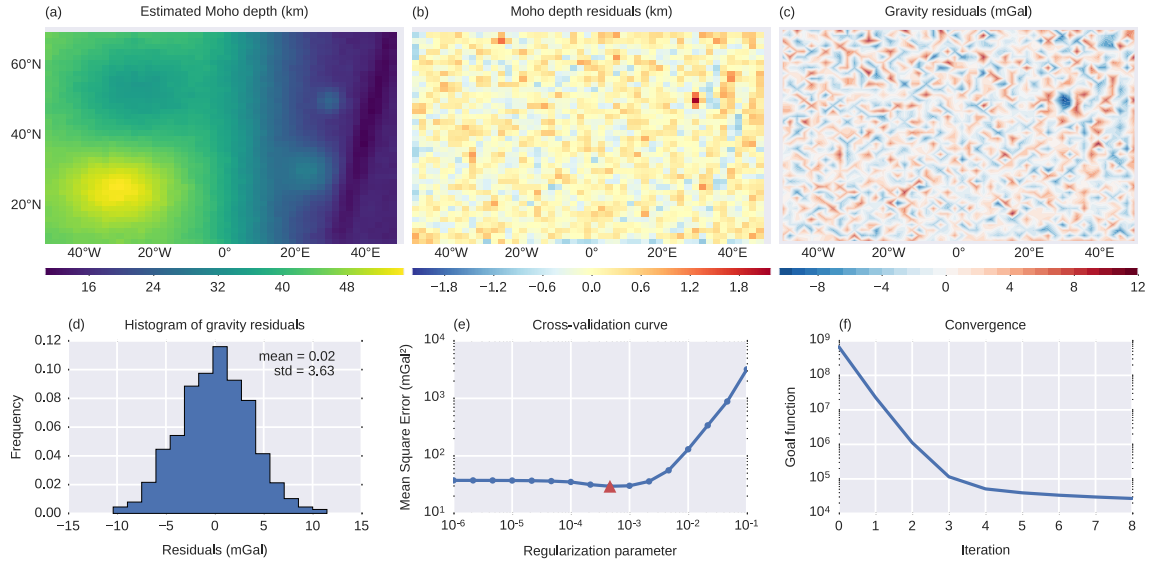 (a) Estimated Moho depth (km)
60°N
40°N
20°N
40°W 20°W 0° 20°E 40°E
16 24 32 40 48
(b) Moho depth residuals (km)
40°W 20°W 0° 20°E 40°E
−1.8 −1.2 −0.6 0.0 0.6 1.2 1.8
(c) Gravity residuals (mGal)
40°W 20°W 0° 20°E 40°E
−8 −4 0 4 8 12
(d) Histogram of gravity residuals
mean = 0.02
std = 3.63
Frequency
0.12
0.10
0.08
0.06
0.04
0.02
0.00
−15 −10 −5 0 5 10 15
Residuals (mGal)
(e) Cross-validation curve
Mean Square Error (mGal²)
10⁴
10³
10²
10¹
10⁻⁶ 10⁻⁵ 10⁻⁴ 10⁻³ 10⁻² 10⁻¹
Regularization parameter
(f) Convergence
Goal function
10⁹
10⁸
10⁷
10⁶
10⁵
10⁴
0 1 2 3 4 5 6 7 8
Iteration